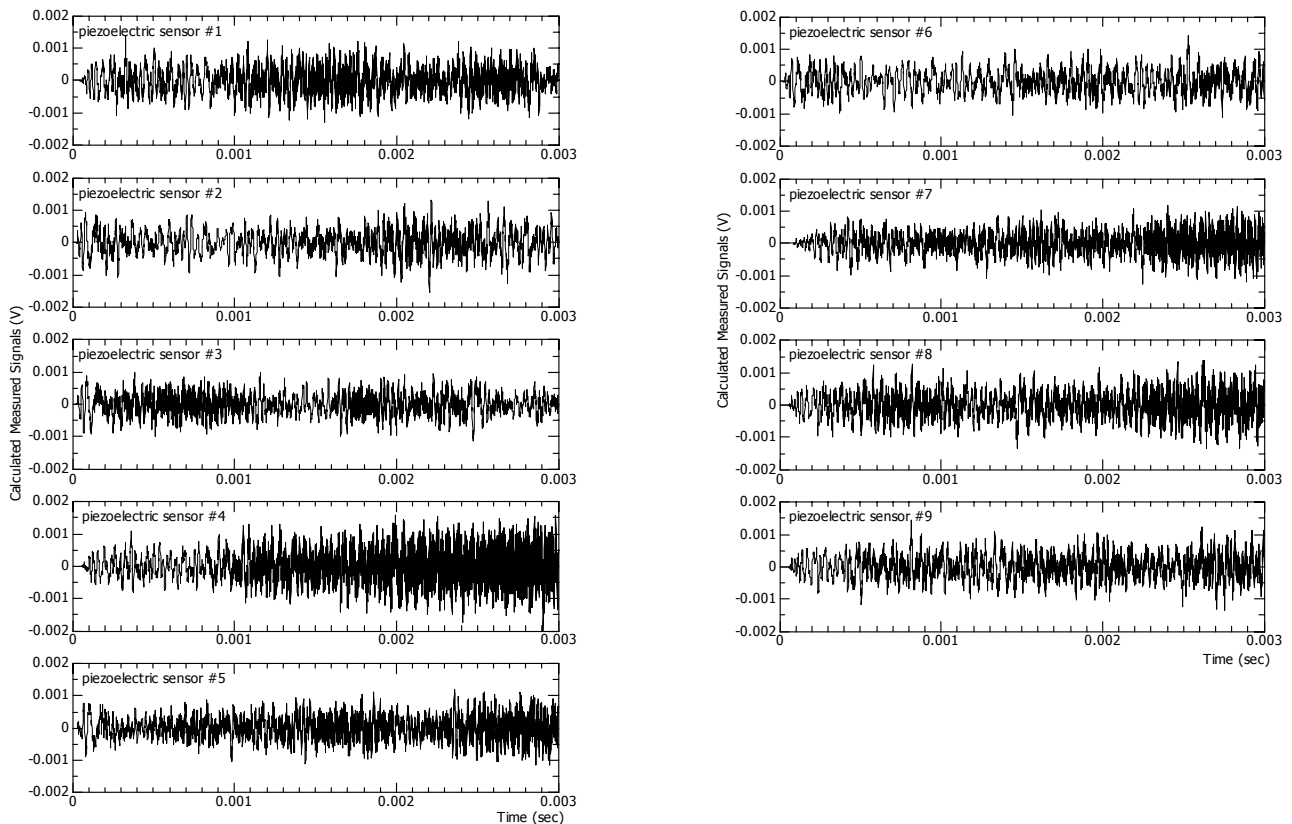 Calculated Measured Signals (V)
piezoelectric sensor #1
0.002
0.001
0
-0.001
-0.002
0 0.001 0.002 0.003
piezoelectric sensor #2
0.002
0.001
0
-0.001
-0.002
0 0.001 0.002 0.003
piezoelectric sensor #3
0.002
0.001
0
-0.001
-0.002
0 0.001 0.002 0.003
piezoelectric sensor #4
0.002
0.001
0
-0.001
-0.002
0 0.001 0.002 0.003
piezoelectric sensor #5
0.002
0.001
0
-0.001
-0.002
0 0.001 0.002 0.003
Time (sec)
Calculated Measured Signals (V)
piezoelectric sensor #6
0.002
0.001
0
-0.001
-0.002
0 0.001 0.002 0.003
piezoelectric sensor #7
0.002
0.001
0
-0.001
-0.002
0 0.001 0.002 0.003
piezoelectric sensor #8
0.002
0.001
0
-0.001
-0.002
0 0.001 0.002 0.003
piezoelectric sensor #9
0.002
0.001
0
-0.001
-0.002
0 0.001 0.002 0.003
Time (sec)